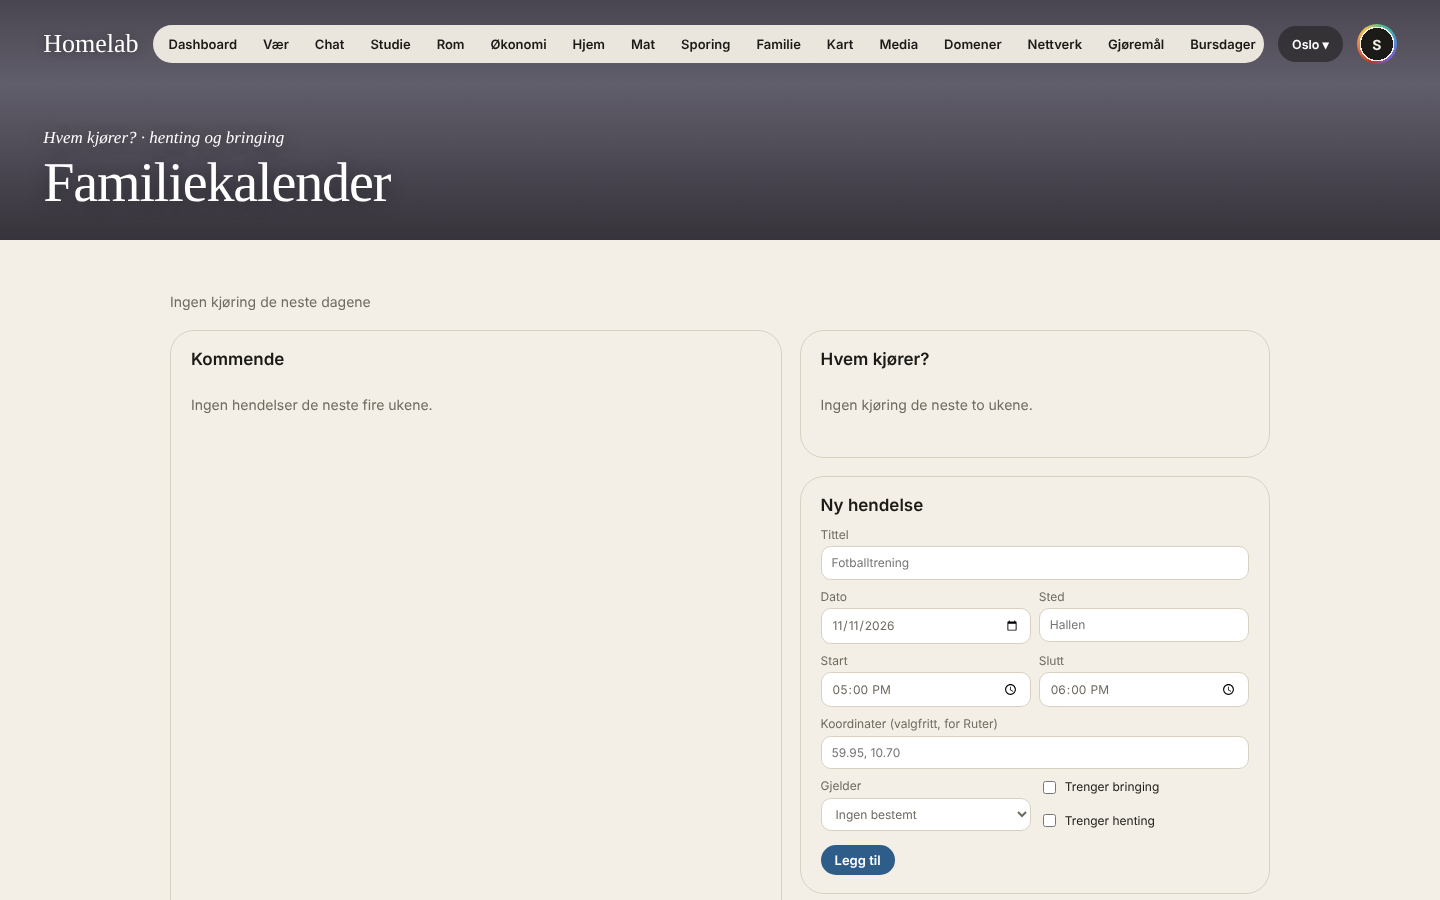 Homelab
Dashboard Vær Chat Studie Rom Økonomi Hjem Mat Sporing Familie Kart Media Domener Nettverk Gjøremål Bursdager
Oslo ▾
S
Hvem kjører? · henting og bringing
Familiekalender
Ingen kjøring de neste dagene
Kommende
Ingen hendelser de neste fire ukene.
Hvem kjører?
Ingen kjøring de neste to ukene.
Ny hendelse
Tittel
Fotballtrening
Dato Sted
11/11/2026 Hallen
Start Slutt
05:00 PM 06:00 PM
Koordinater (valgfritt, for Ruter)
59.95, 10.70
Gjelder
Trenger bringing
Ingen bestemt
Trenger henting
Legg til